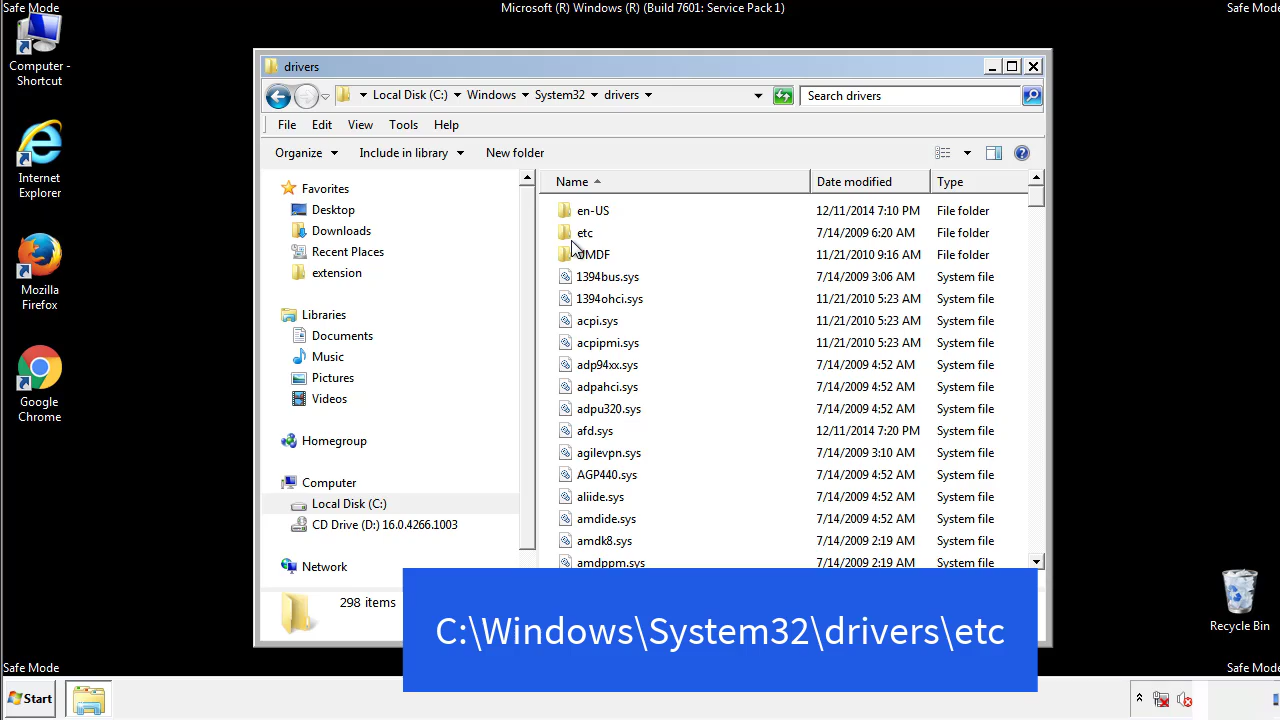 Safe Mode
Microsoft (R) Windows (R) (Build 7601: Service Pack 1)
Safe Mode
Computer -
Shortcut
Internet
Explorer
Mozilla
Firefox
Google
Chrome
drivers
Local Disk (C:) Windows System32 drivers
Search drivers
File Edit View Tools Help
Organize Include in library New folder
Favorites
Desktop
Downloads
Recent Places
extension
Libraries
Documents
Music
Pictures
Videos
Homegroup
Computer
Local Disk (C:)
CD Drive (D:) 16.0.4266.1003
Network
Name Date modified Type
en-US 12/11/2014 7:10 PM File folder
etc 7/14/2009 6:20 AM File folder
UMDF 11/21/2010 9:16 AM File folder
1394bus.sys 7/14/2009 3:06 AM System file
1394ohci.sys 11/21/2010 5:23 AM System file
acpi.sys 11/21/2010 5:23 AM System file
acpipmi.sys 11/21/2010 5:23 AM System file
adp94xx.sys 7/14/2009 4:52 AM System file
adpahci.sys 7/14/2009 4:52 AM System file
adpu320.sys 7/14/2009 4:52 AM System file
afd.sys 12/11/2014 7:20 PM System file
agilevpn.sys 7/14/2009 3:10 AM System file
AGP440.sys 7/14/2009 4:52 AM System file
aliide.sys 7/14/2009 4:52 AM System file
amdide.sys 7/14/2009 4:52 AM System file
amdk8.sys 7/14/2009 2:19 AM System file
amdppm.sys 7/14/2009 2:19 AM System file
298 items
C:\Windows\System32\drivers\etc
Recycle Bin
Safe Mode
Safe Mode
Start